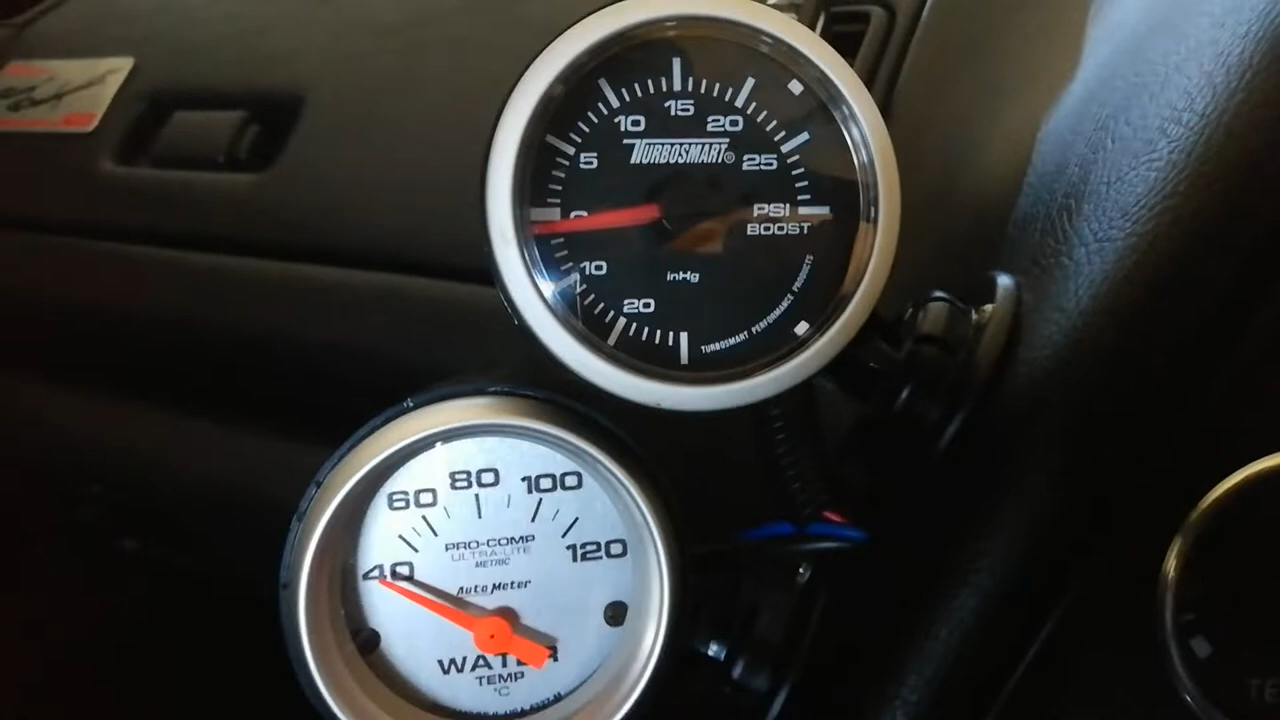 15
10
20
TURBOSMART®
5
25
0
PSI
BOOST
10
inHg
20
TURBOSMART PERFORMANCE PRODUCTS
80
100
60
PRO-COMP
ULTRA-LITE
120
METRIC
40
Auto Meter
WATER
TEMP
°C